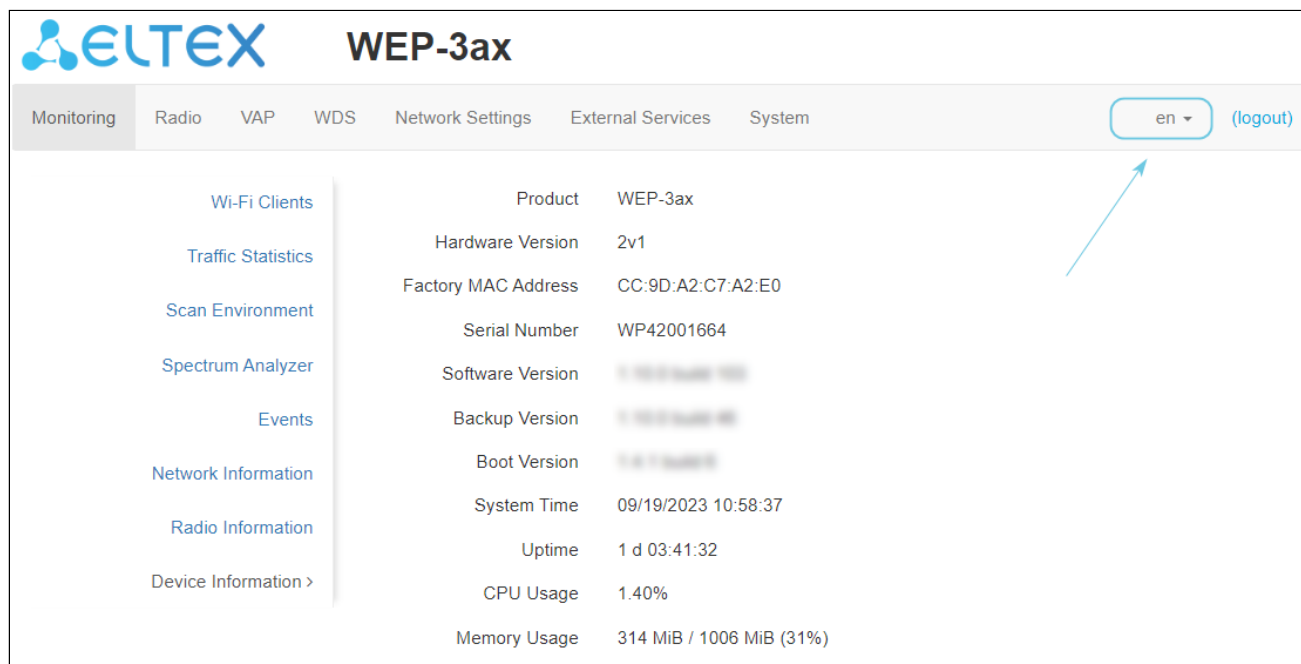 ELTEX WEP-3ax
Monitoring Radio VAP WDS Network Settings External Services System en (logout)
Wi-Fi Clients
Traffic Statistics
Scan Environment
Spectrum Analyzer
Events
Network Information
Radio Information
Device Information >
Product WEP-3ax
Hardware Version 2v1
Factory MAC Address CC:9D:A2:C7:A2:E0
Serial Number WP42001664
Software Version
Backup Version
Boot Version
System Time 09/19/2023 10:58:37
Uptime 1 d 03:41:32
CPU Usage 1.40%
Memory Usage 314 MiB / 1006 MiB (31%)